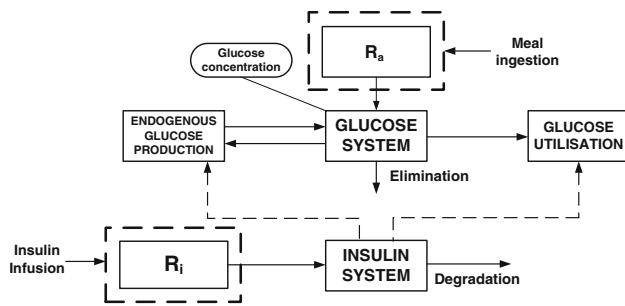 Glucose
concentration
Rₐ
Meal
ingestion
ENDOGENOUS
GLUCOSE
PRODUCTION
GLUCOSE
SYSTEM
GLUCOSE
UTILISATION
Elimination
Insulin
Infusion
Rᵢ
INSULIN
SYSTEM
Degradation